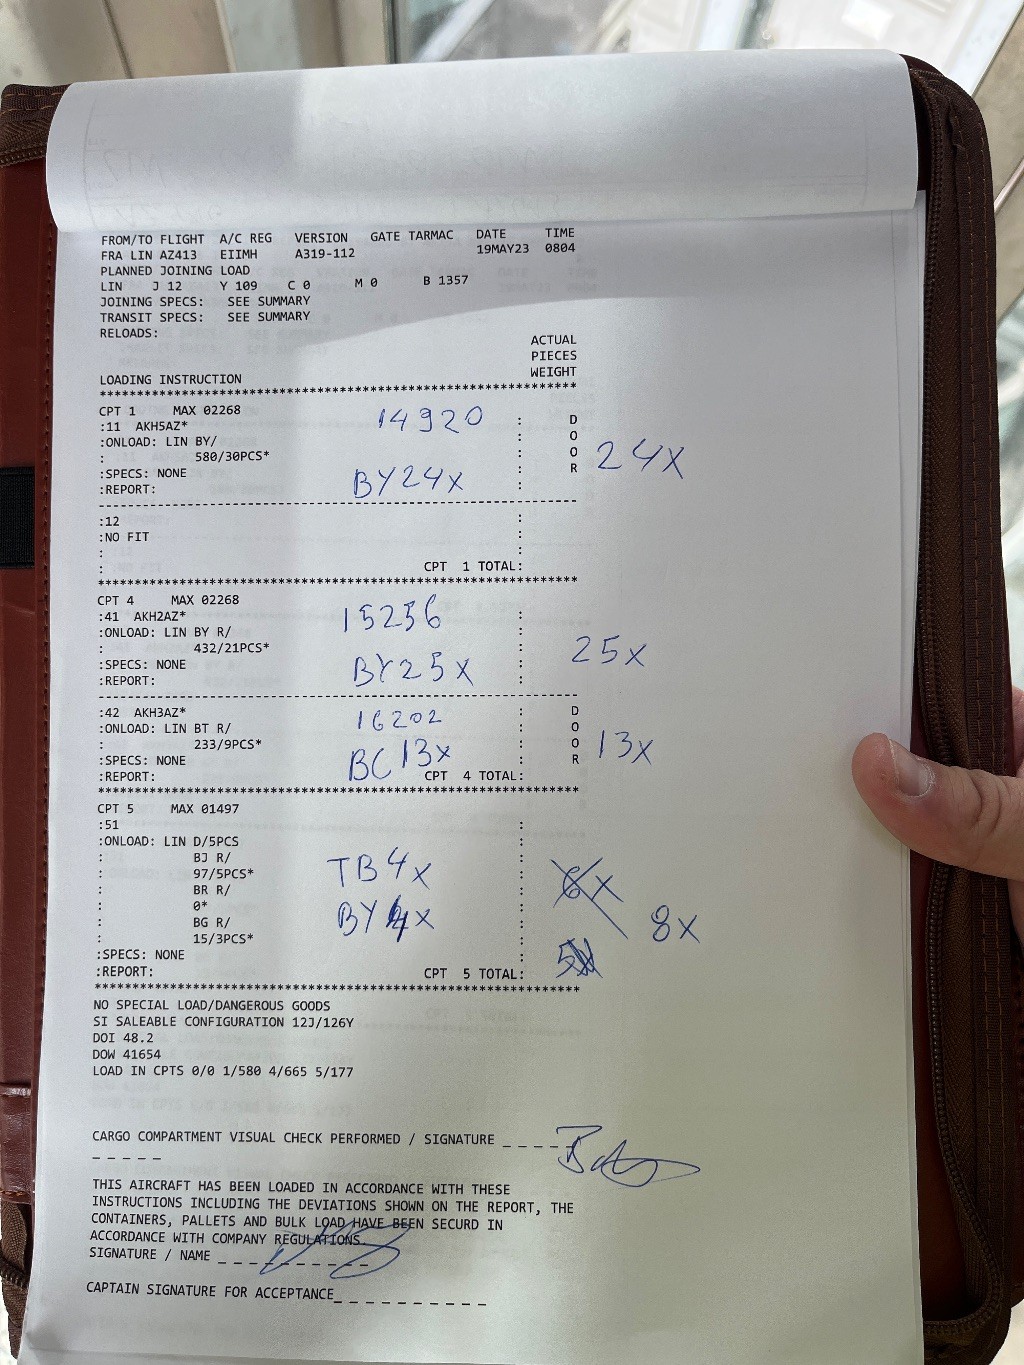 FROM/TO FLIGHT A/C REG VERSION GATE TARMAC DATE TIME
FRA LIN AZ413 EIIMH A319-112 19MAY23 0804
PLANNED JOINING LOAD
LIN J 12 Y 109 C 0 M 0 B 1357
JOINING SPECS: SEE SUMMARY
TRANSIT SPECS: SEE SUMMARY
RELOADS:
ACTUAL
PIECES
LOADING INSTRUCTION WEIGHT
***********************************************************
CPT 1 MAX 02268 14920 : D
:11 AKH5AZ* : O
:ONLOAD: LIN BY/ : O 24X
: 580/30PCS* : R
:SPECS: NONE BY24X :
:REPORT: :
-----------------------------------------------------------
:12 :
:NO FIT :
: :
: CPT 1 TOTAL:
***********************************************************
CPT 4 MAX 02268
:41 AKH2AZ* 15256 :
:ONLOAD: LIN BY R/ :
: 432/21PCS* : 25X
:SPECS: NONE BY25X :
:REPORT: :
-----------------------------------------------------------
:42 AKH3AZ* 16202 : D
:ONLOAD: LIN BT R/ : O
: 233/9PCS* : O 13X
:SPECS: NONE BC 13X : R
:REPORT: CPT 4 TOTAL:
***********************************************************
CPT 5 MAX 01497
:51 :
:ONLOAD: LIN D/5PCS :
: BJ R/ :
: 97/5PCS* TB4X :
: BR R/ : 6X
: 0* :
: BG R/ BY4X : 8X
: 15/3PCS* :
:SPECS: NONE :
:REPORT: CPT 5 TOTAL:
***********************************************************
NO SPECIAL LOAD/DANGEROUS GOODS
SI SALEABLE CONFIGURATION 12J/126Y
DOI 48.2
DOW 41654
LOAD IN CPTS 0/0 1/580 4/665 5/177
CARGO COMPARTMENT VISUAL CHECK PERFORMED / SIGNATURE _ _ _ _ _
_ _ _ _ _
THIS AIRCRAFT HAS BEEN LOADED IN ACCORDANCE WITH THESE
INSTRUCTIONS INCLUDING THE DEVIATIONS SHOWN ON THE REPORT, THE
CONTAINERS, PALLETS AND BULK LOAD HAVE BEEN SECURD IN
ACCORDANCE WITH COMPANY REGULATIONS.
SIGNATURE / NAME _ _ _ _ _ _ _ _ _ _
CAPTAIN SIGNATURE FOR ACCEPTANCE_ _ _ _ _ _ _ _ _ _